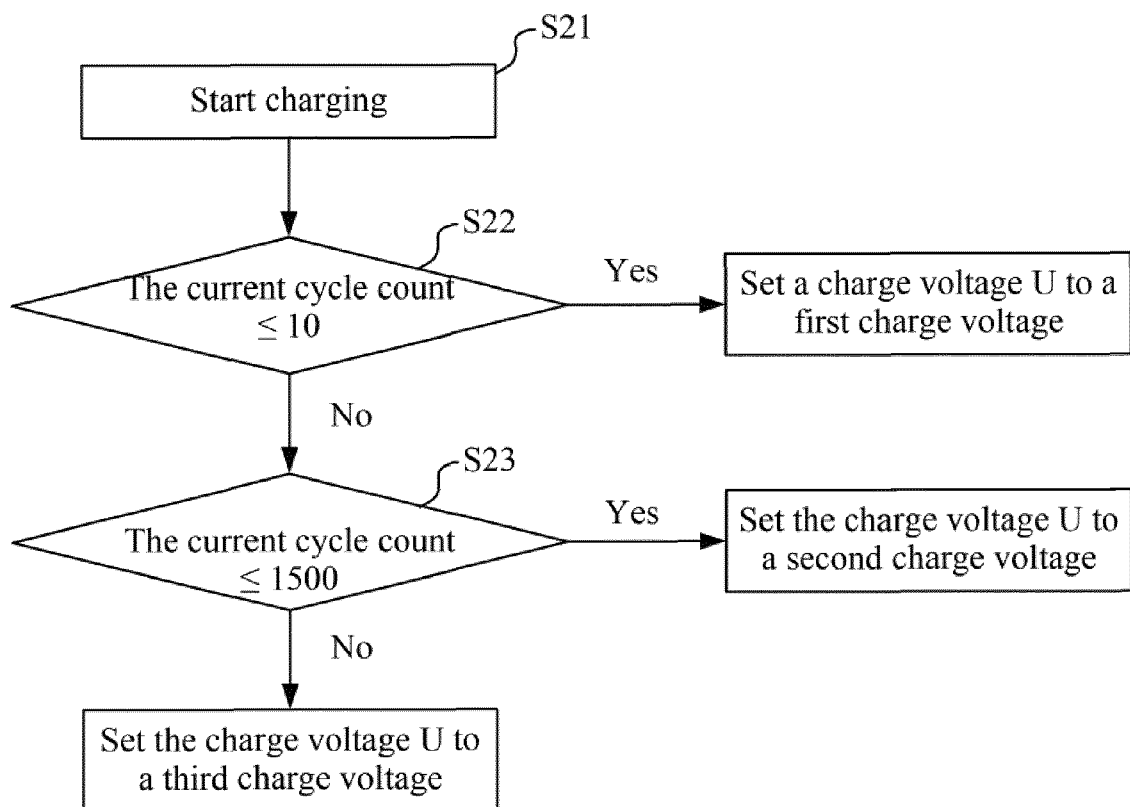 S21
Start charging
S22
The current cycle count
≤ 10
Yes
Set a charge voltage U to a
first charge voltage
No
S23
The current cycle count
≤ 1500
Yes
Set the charge voltage U to
a second charge voltage
No
Set the charge voltage U to
a third charge voltage